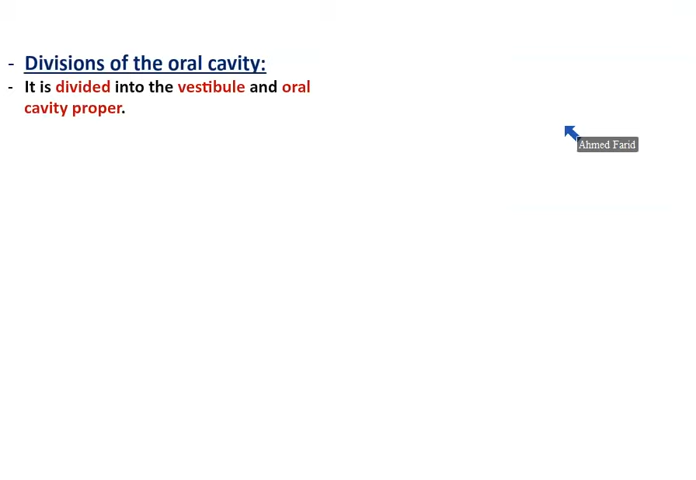 - Divisions of the oral cavity:
- It is divided into the vestibule and oral
cavity proper.
Ahmed Farid